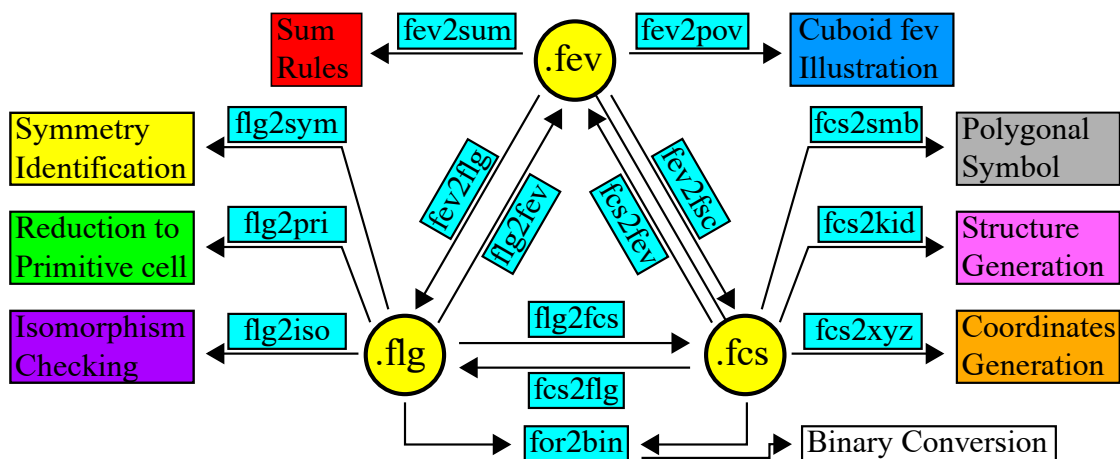 Sum
Rules
fev2sum
.fev
fev2pov
Cuboid fev
Illustration
Symmetry
Identification
flg2sym
fcs2smb
Polygonal
Symbol
fev2flg
flg2fev
fcs2fev
fev2fsc
Reduction to
Primitive cell
flg2pri
fcs2kid
Structure
Generation
Isomorphism
Checking
flg2iso
.flg
flg2fcs
fcs2flg
.fcs
fcs2xyz
Coordinates
Generation
for2bin
Binary Conversion